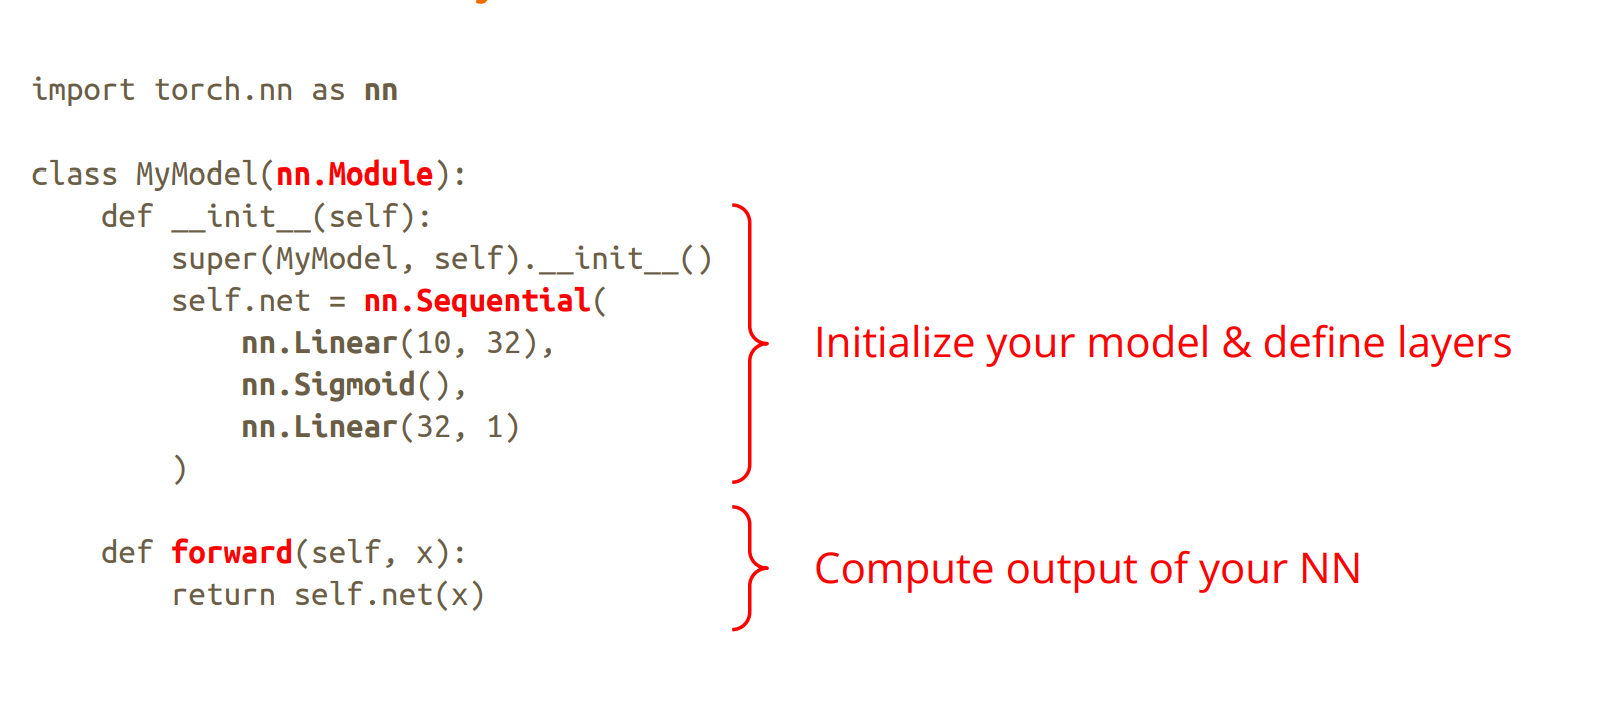 import torch.nn as nn
class MyModel(nn.Module):
    def __init__(self):
        super(MyModel, self).__init__()
        self.net = nn.Sequential(
            nn.Linear(10, 32),
            nn.Sigmoid(),
            nn.Linear(32, 1)
        )
Initialize your model & define layers
    def forward(self, x):
        return self.net(x)
Compute output of your NN